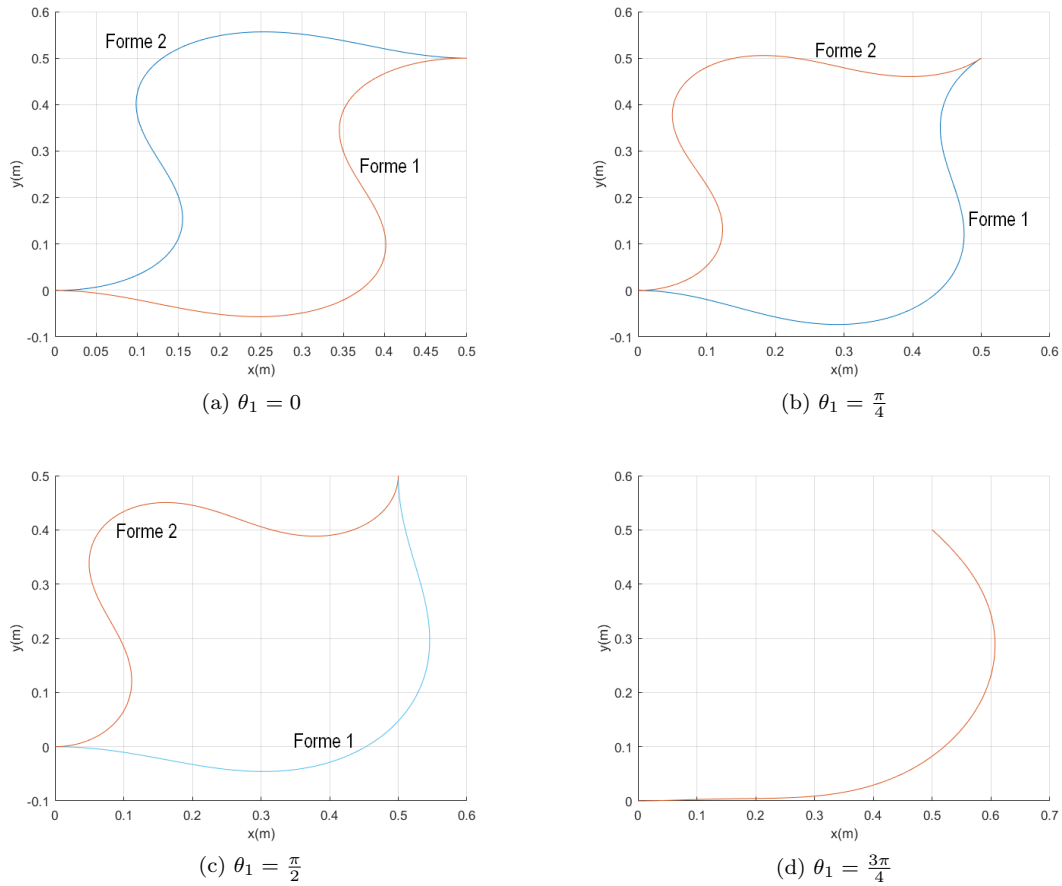 0.6
0.5
0.4
0.3
0.2
0.1
0
-0.1
y(m)
Forme 2
Forme 1
0 0.05 0.1 0.15 0.2 0.25 0.3 0.35 0.4 0.45 0.5
x(m)
(a) θ₁ = 0
0.6
0.5
0.4
0.3
0.2
0.1
0
-0.1
y(m)
Forme 2
Forme 1
0 0.1 0.2 0.3 0.4 0.5 0.6
x(m)
(b) θ₁ = π/4
0.5
0.4
0.3
0.2
0.1
0
-0.1
y(m)
Forme 2
Forme 1
0 0.1 0.2 0.3 0.4 0.5 0.6
x(m)
(c) θ₁ = π/2
0.6
0.5
0.4
0.3
0.2
0.1
0
y(m)
0 0.1 0.2 0.3 0.4 0.5 0.6 0.7
x(m)
(d) θ₁ = 3π/4